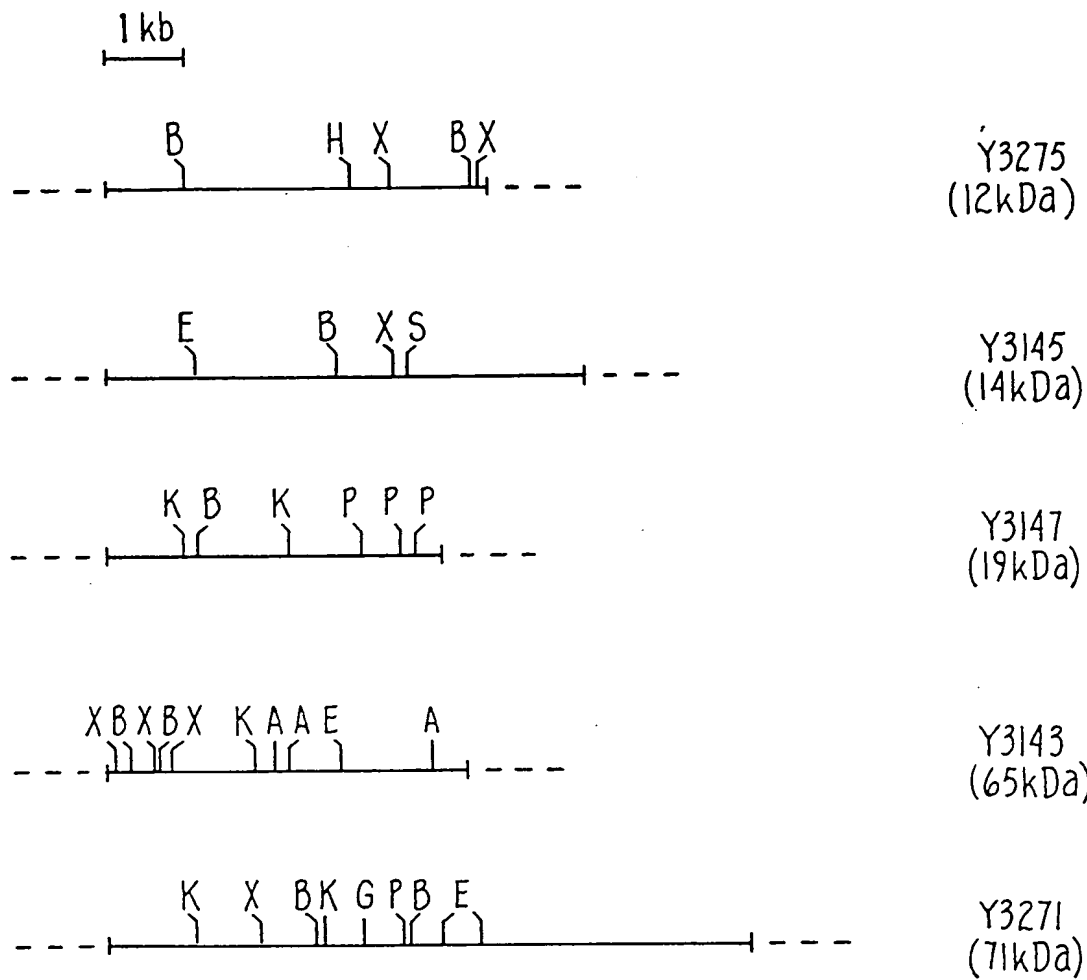 1 kb
B H X B X
Y3275
(12kDa)
E B X S
Y3145
(14kDa)
K B K P P P
Y3147
(19kDa)
X B X B X K A A E A
Y3143
(65kDa)
K X B K G P B E
Y3271
(71kDa)